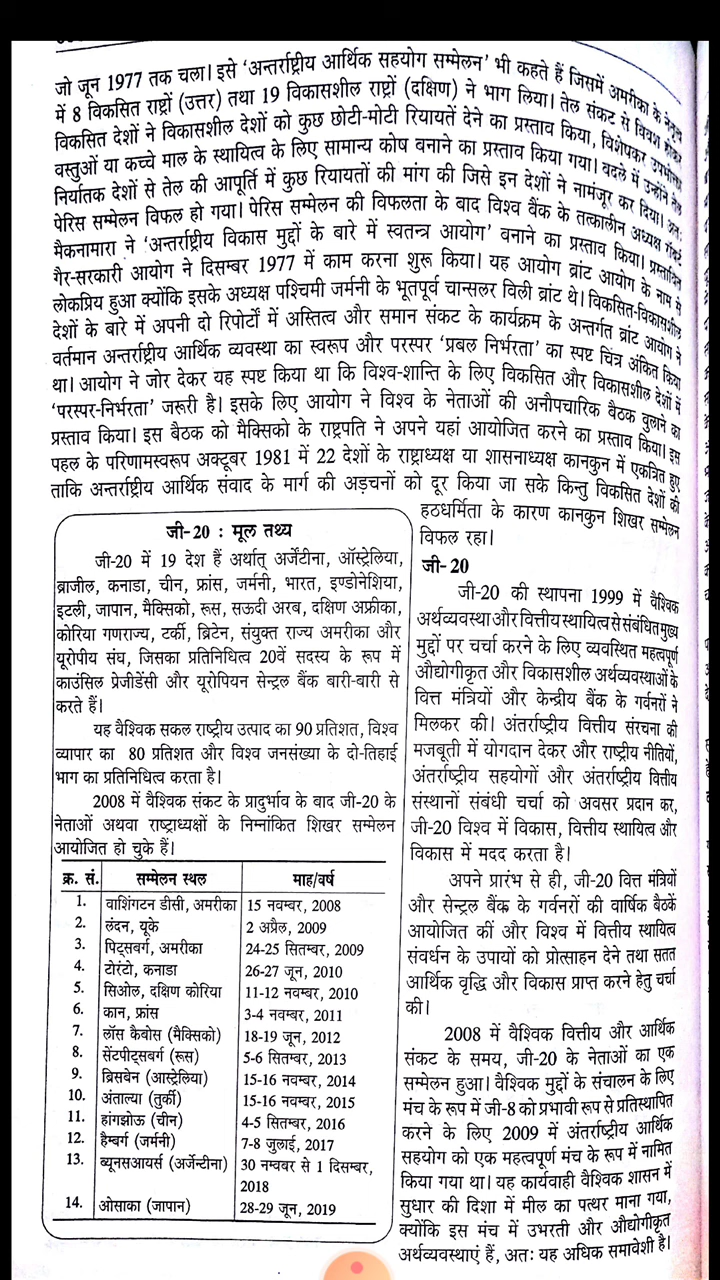 जो जून 1977 तक चला। इसे ‘अन्तर्राष्ट्रीय आर्थिक सहयोग सम्मेलन’ भी कहते हैं जिसमें अमरीका के नेतृत्व
में 8 विकसित राष्ट्रों (उत्तर) तथा 19 विकासशील राष्ट्रों (दक्षिण) ने भाग लिया। तेल संकट से विवश होकर
विकसित देशों ने विकासशील देशों को कुछ छोटी-मोटी रियायतें देने का प्रस्ताव किया, विशेषकर उपभोक्ता
वस्तुओं या कच्चे माल के स्थायित्व के लिए सामान्य कोष बनाने का प्रस्ताव किया गया। बदले में उन्होंने तेल
निर्यातक देशों से तेल की आपूर्ति में कुछ रियायतों की मांग की जिसे इन देशों ने नामंजूर कर दिया। अतः
पेरिस सम्मेलन विफल हो गया। पेरिस सम्मेलन की विफलता के बाद विश्व बैंक के तत्कालीन अध्यक्ष रॉबर्ट
मैकनामारा ने ‘अन्तर्राष्ट्रीय विकास मुद्दों के बारे में स्वतन्त्र आयोग’ बनाने का प्रस्ताव किया। प्रस्तावित
गैर-सरकारी आयोग ने दिसम्बर 1977 में काम करना शुरू किया। यह आयोग ब्रांट आयोग के नाम से
लोकप्रिय हुआ क्योंकि इसके अध्यक्ष पश्चिमी जर्मनी के भूतपूर्व चान्सलर विली ब्रांट थे। विकसित-विकासशील
देशों के बारे में अपनी दो रिपोर्टों में अस्तित्व और समान संकट के कार्यक्रम के अन्तर्गत ब्रांट आयोग ने
वर्तमान अन्तर्राष्ट्रीय आर्थिक व्यवस्था का स्वरूप और परस्पर ‘प्रबल निर्भरता’ का स्पष्ट चित्र अंकित किया
था। आयोग ने जोर देकर यह स्पष्ट किया था कि विश्व-शान्ति के लिए विकसित और विकासशील देशों में
‘परस्पर-निर्भरता’ जरूरी है। इसके लिए आयोग ने विश्व के नेताओं की अनौपचारिक बैठक बुलाने का
प्रस्ताव किया। इस बैठक को मैक्सिको के राष्ट्रपति ने अपने यहां आयोजित करने का प्रस्ताव किया। इस
पहल के परिणामस्वरूप अक्टूबर 1981 में 22 देशों के राष्ट्राध्यक्ष या शासनाध्यक्ष कानकुन में एकत्रित हुए
ताकि अन्तर्राष्ट्रीय आर्थिक संवाद के मार्ग की अड़चनों को दूर किया जा सके किन्तु विकसित देशों की
हठधर्मिता के कारण कानकुन शिखर सम्मेलन
विफल रहा।
जी-20 : मूल तथ्य
जी-20 में 19 देश हैं अर्थात् अर्जेंटीना, ऑस्ट्रेलिया,
ब्राजील, कनाडा, चीन, फ्रांस, जर्मनी, भारत, इण्डोनेशिया,
इटली, जापान, मैक्सिको, रूस, सऊदी अरब, दक्षिण अफ्रीका,
कोरिया गणराज्य, टर्की, ब्रिटेन, संयुक्त राज्य अमरीका और
यूरोपीय संघ, जिसका प्रतिनिधित्व 20वें सदस्य के रूप में
काउंसिल प्रेजीडेंसी और यूरोपियन सेन्ट्रल बैंक बारी-बारी से
करते हैं।
यह वैश्विक सकल राष्ट्रीय उत्पाद का 90 प्रतिशत, विश्व
व्यापार का 80 प्रतिशत और विश्व जनसंख्या के दो-तिहाई
भाग का प्रतिनिधित्व करता है।
2008 में वैश्विक संकट के प्रादुर्भाव के बाद जी-20 के
नेताओं अथवा राष्ट्राध्यक्षों के निम्नांकित शिखर सम्मेलन
आयोजित हो चुके हैं।
क्र. सं. सम्मेलन स्थल माह/वर्ष
1. वाशिंगटन डीसी, अमरीका 15 नवम्बर, 2008
2. लंदन, यूके 2 अप्रैल, 2009
3. पिट्सबर्ग, अमरीका 24-25 सितम्बर, 2009
4. टोरंटो, कनाडा 26-27 जून, 2010
5. सिओल, दक्षिण कोरिया 11-12 नवम्बर, 2010
6. कान, फ्रांस 3-4 नवम्बर, 2011
7. लॉस कैबोस (मैक्सिको) 18-19 जून, 2012
8. सेंटपीट्सबर्ग (रूस) 5-6 सितम्बर, 2013
9. ब्रिसबेन (आस्ट्रेलिया) 15-16 नवम्बर, 2014
10. अंताल्या (तुर्की) 15-16 नवम्बर, 2015
11. हांगझोऊ (चीन) 4-5 सितम्बर, 2016
12. हैम्बर्ग (जर्मनी) 7-8 जुलाई, 2017
13. ब्यूनसआयर्स (अर्जेन्टीना) 30 नम्वबर से 1 दिसम्बर,
2018
14. ओसाका (जापान) 28-29 जून, 2019
जी-20
जी-20 की स्थापना 1999 में वैश्विक
अर्थव्यवस्था और वित्तीय स्थायित्व से संबंधित मुख्य
मुद्दों पर चर्चा करने के लिए व्यवस्थित महत्वपूर्ण
औद्योगीकृत और विकासशील अर्थव्यवस्थाओं के
वित्त मंत्रियों और केन्द्रीय बैंक के गर्वनरों ने
मिलकर की। अंतर्राष्ट्रीय वित्तीय संरचना की
मजबूती में योगदान देकर और राष्ट्रीय नीतियों,
अंतर्राष्ट्रीय सहयोगों और अंतर्राष्ट्रीय वित्तीय
संस्थानों संबंधी चर्चा को अवसर प्रदान कर,
जी-20 विश्व में विकास, वित्तीय स्थायित्व और
विकास में मदद करता है।
अपने प्रारंभ से ही, जी-20 वित्त मंत्रियों
और सेन्ट्रल बैंक के गर्वनरों की वार्षिक बैठकें
आयोजित कीं और विश्व में वित्तीय स्थायित्व
संवर्धन के उपायों को प्रोत्साहन देने तथा सतत
आर्थिक वृद्धि और विकास प्राप्त करने हेतु चर्चा
की।
2008 में वैश्विक वित्तीय और आर्थिक
संकट के समय, जी-20 के नेताओं का एक
सम्मेलन हुआ। वैश्विक मुद्दों के संचालन के लिए
मंच के रूप में जी-8 को प्रभावी रूप से प्रतिस्थापित
करने के लिए 2009 में अंतर्राष्ट्रीय आर्थिक
सहयोग को एक महत्वपूर्ण मंच के रूप में नामित
किया गया था। यह कार्यवाही वैश्विक शासन में
सुधार की दिशा में मील का पत्थर माना गया,
क्योंकि इस मंच में उभरती और औद्योगीकृत
अर्थव्यवस्थाएं हैं, अतः यह अधिक समावेशी है।